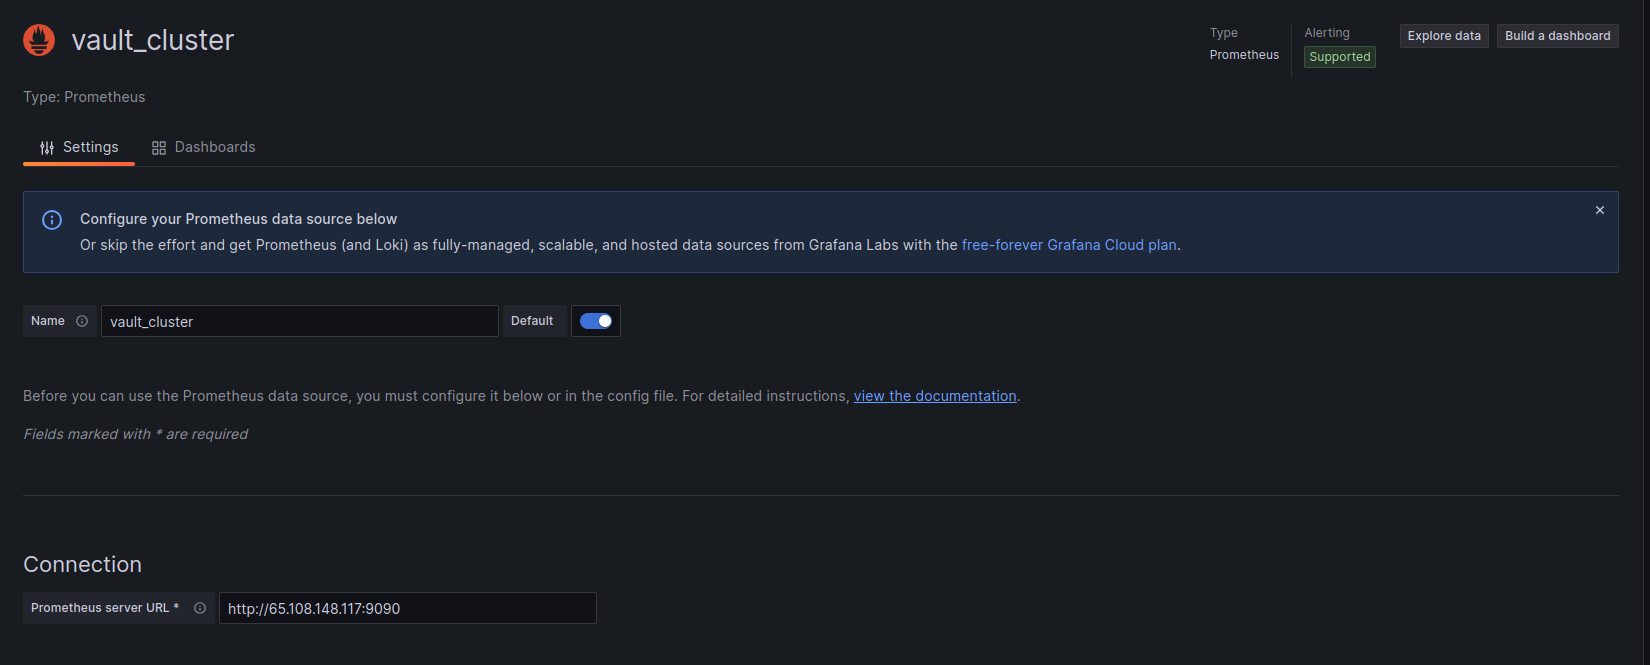 vault_cluster
Type
Prometheus
Alerting
Supported
Explore data
Build a dashboard
Type: Prometheus
Settings
Dashboards
Configure your Prometheus data source below
Or skip the effort and get Prometheus (and Loki) as fully-managed, scalable, and hosted data sources from Grafana Labs with the free-forever Grafana Cloud plan.
Name
vault_cluster
Default
Before you can use the Prometheus data source, you must configure it below or in the config file. For detailed instructions, view the documentation.
Fields marked with * are required
Connection
Prometheus server URL *
http://65.108.148.117:9090